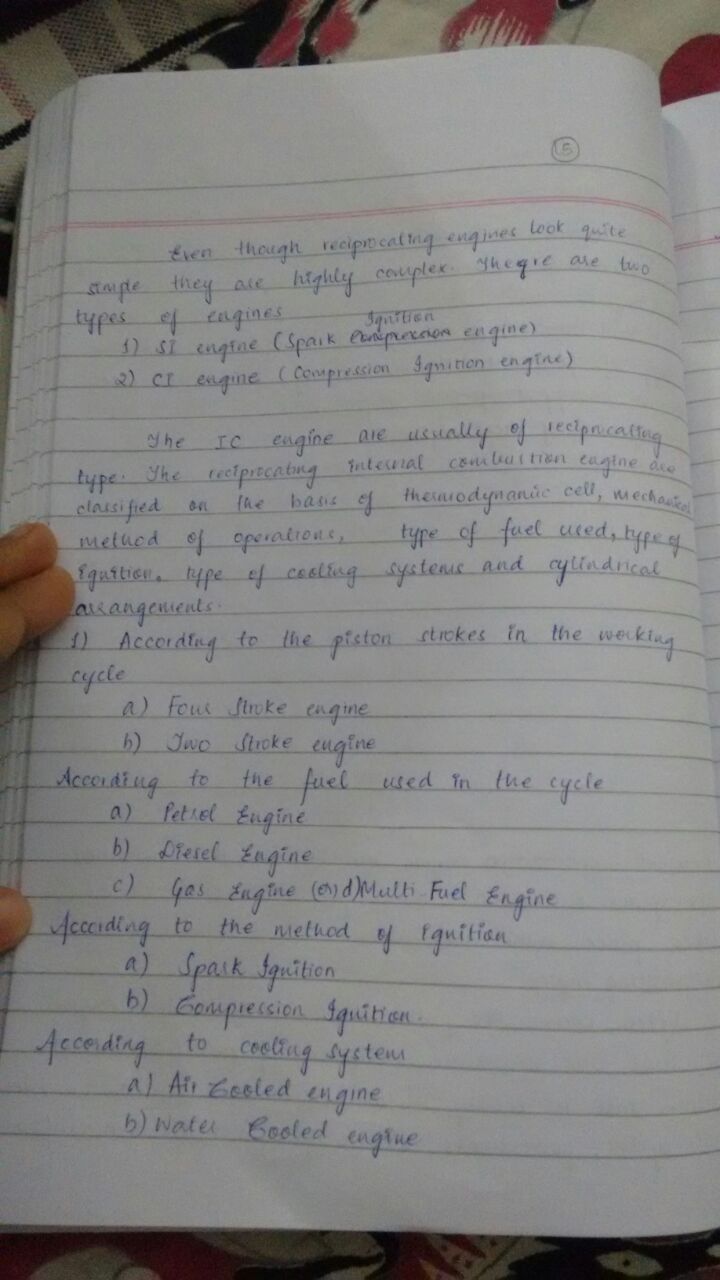 5
Even though reciprocating engines look quite
simple they are highly complex. There are two
types of engines
1) SI engine (Spark Ignition engine)
2) CI engine (Compression Ignition engine)
The IC engine are usually of reciprocating
type. The reciprocating internal combustion engine are
classified on the basis of thermodynamic cell, mechanical
method of operations, type of fuel used, type of
ignition, type of cooling systems and cylindrical
arrangements.
1) According to the piston strokes in the working
cycle
a) Four Stroke engine
b) Two Stroke engine
According to the fuel used in the cycle
a) Petrol Engine
b) Diesel Engine
c) Gas Engine (or) d) Multi Fuel Engine
According to the method of ignition
a) Spark Ignition
b) Compression Ignition.
According to cooling system
a) Air Cooled engine
b) Water Cooled engine